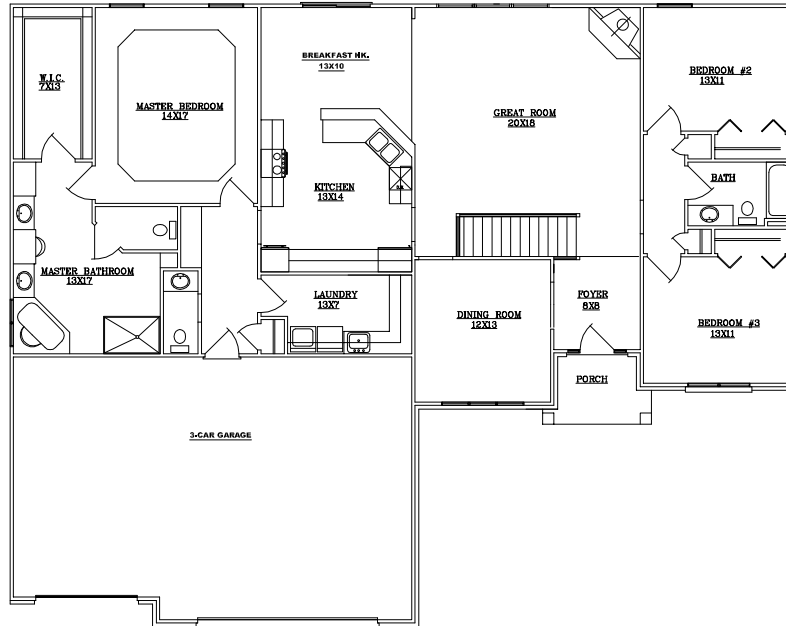 BREAKFAST NK.
13X10
W.I.C.
7X13
MASTER BEDROOM
14X17
GREAT ROOM
20X18
BEDROOM #2
13X11
KITCHEN
13X14
BATH
MASTER BATHROOM
13X17
LAUNDRY
13X7
DINING ROOM
12X13
FOYER
8X8
BEDROOM #3
13X11
PORCH
3-CAR GARAGE